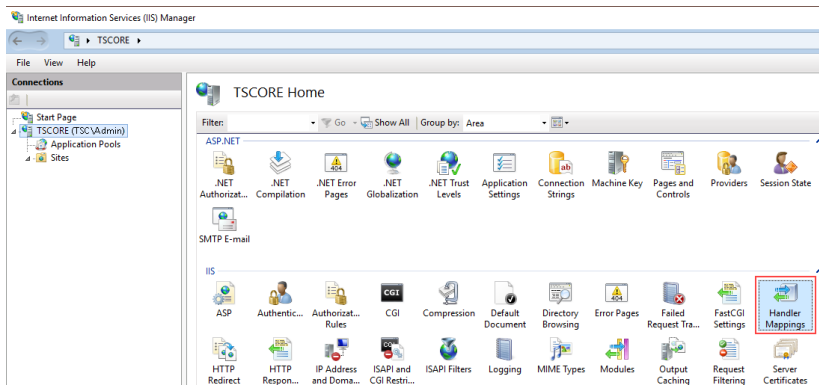 Internet Information Services (IIS) Manager
TSCORE
File View Help
Connections
Start Page
TSCORE (TSC\Admin)
Application Pools
Sites
TSCORE Home
Filter: Go Show All Group by: Area
ASP.NET
.NET Authorizat...
.NET Compilation
.NET Error Pages
.NET Globalization
.NET Trust Levels
Application Settings
Connection Strings
Machine Key
Pages and Controls
Providers
Session State
SMTP E-mail
IIS
ASP
Authentic...
Authorizat... Rules
CGI
Compression
Default Document
Directory Browsing
Error Pages
Failed Request Tra...
FastCGI Settings
Handler Mappings
HTTP Redirect
HTTP Respon...
IP Address and Doma...
ISAPI and CGI Restri...
ISAPI Filters
Logging
MIME Types
Modules
Output Caching
Request Filtering
Server Certificates